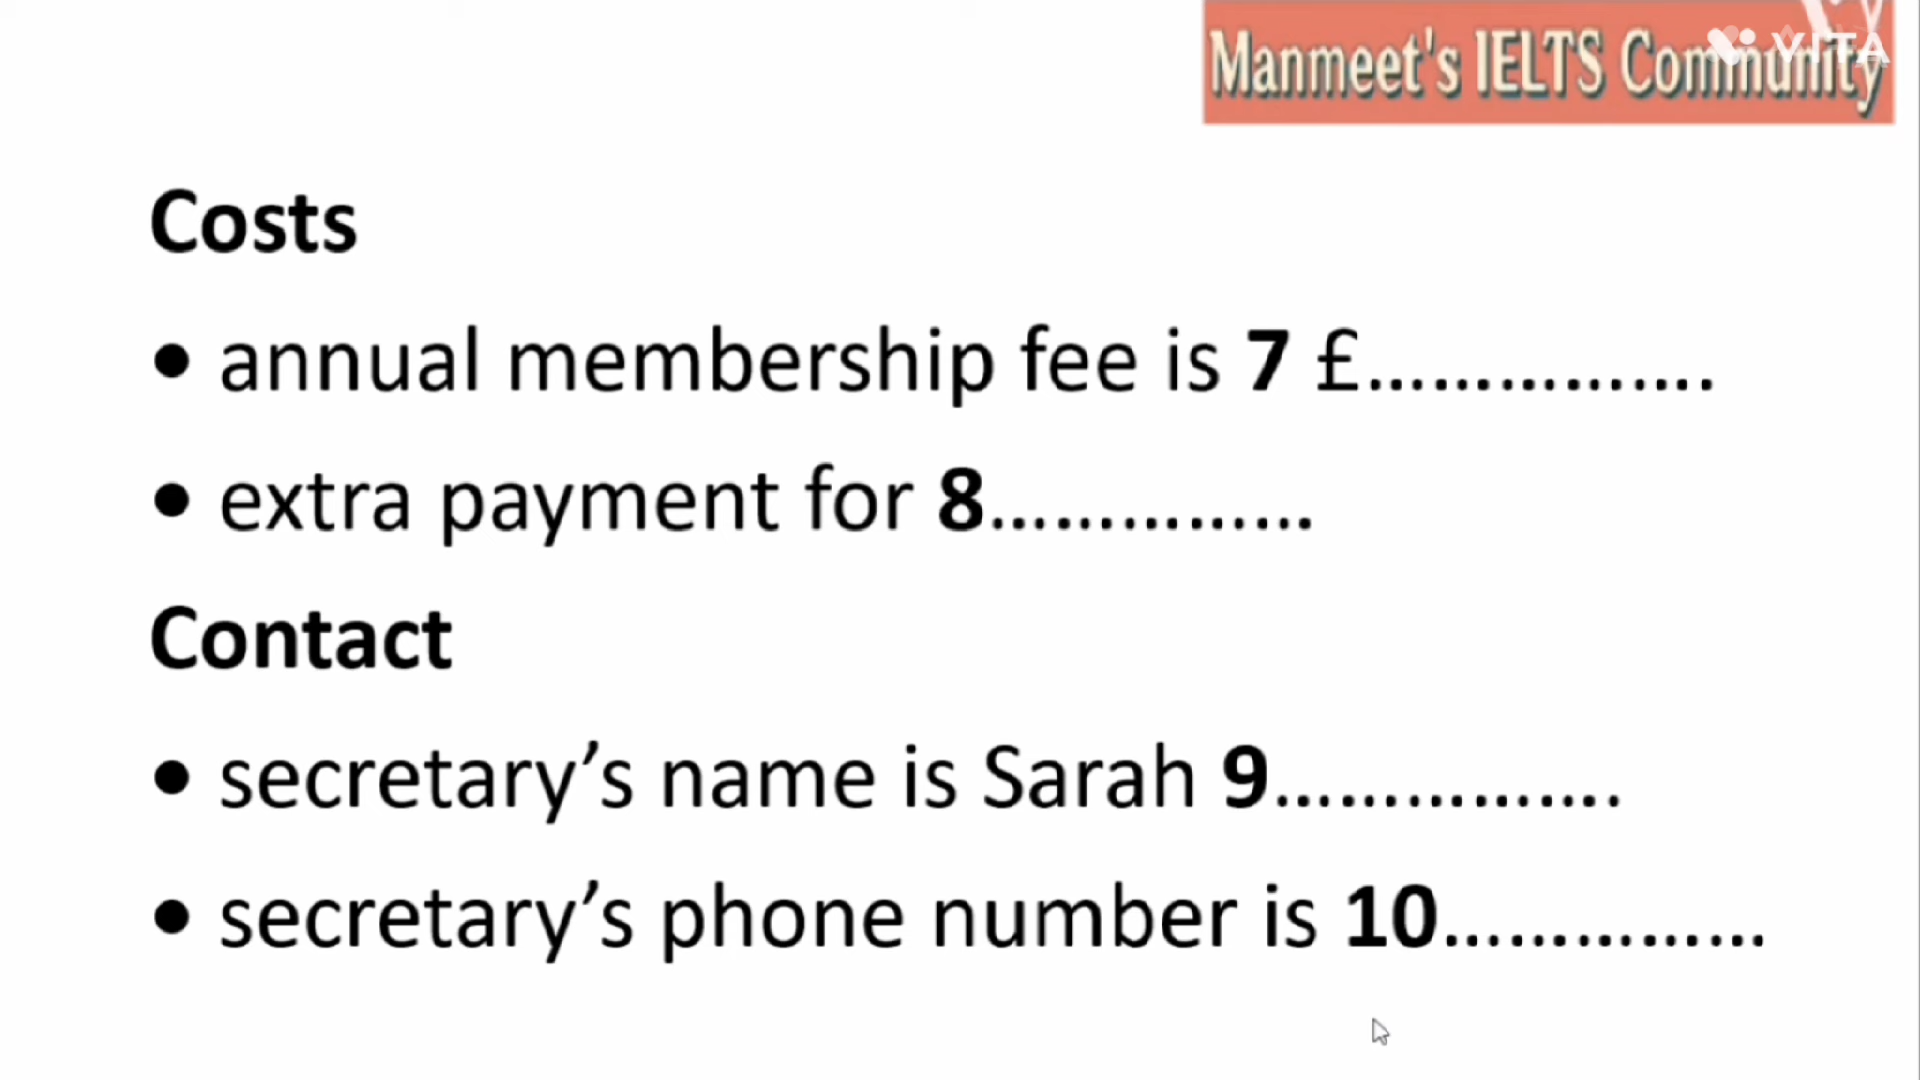 Manmeet's IELTS Community
VITA
Costs
• annual membership fee is 7 £................
• extra payment for 8...............
Contact
• secretary’s name is Sarah 9................
• secretary’s phone number is 10...............